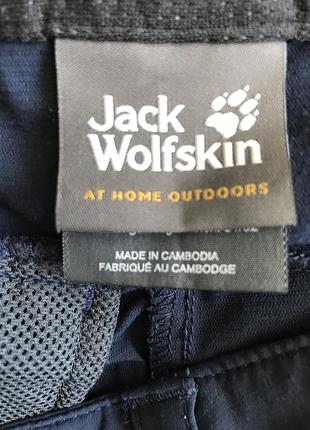 Jack
Wolfskin
AT HOME OUTDOORS
MADE IN CAMBODIA
FABRIQUÉ AU CAMBODGE